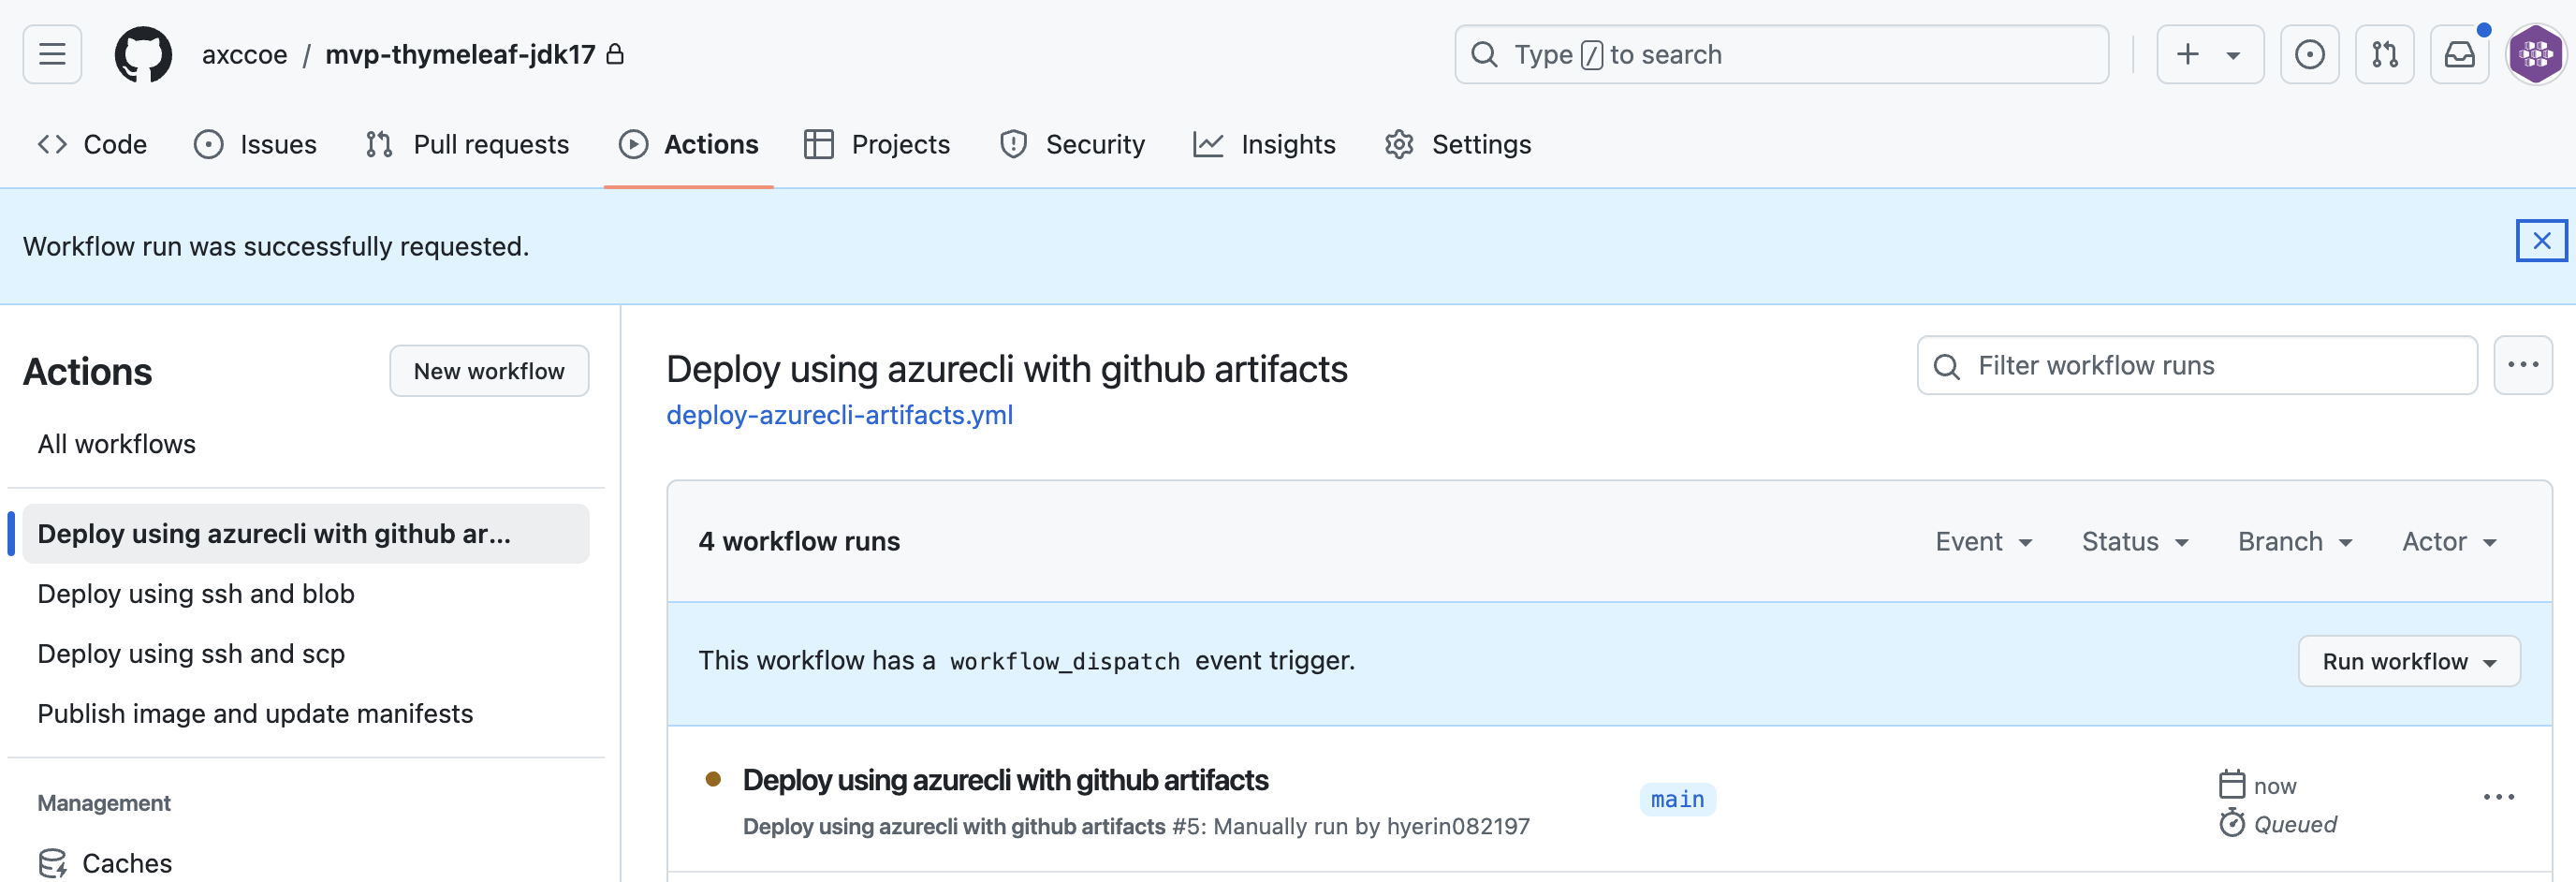 axccoe / mvp-thymeleaf-jdk17
Type / to search
Code Issues Pull requests Actions Projects Security Insights Settings
Workflow run was successfully requested.
Actions
New workflow
All workflows
Deploy using azurecli with github ar...
Deploy using ssh and blob
Deploy using ssh and scp
Publish image and update manifests
Management
Caches
Deploy using azurecli with github artifacts
deploy-azurecli-artifacts.yml
Filter workflow runs
4 workflow runs
Event Status Branch Actor
This workflow has a workflow_dispatch event trigger.
Run workflow
Deploy using azurecli with github artifacts
Deploy using azurecli with github artifacts #5: Manually run by hyerin082197
main
now
Queued